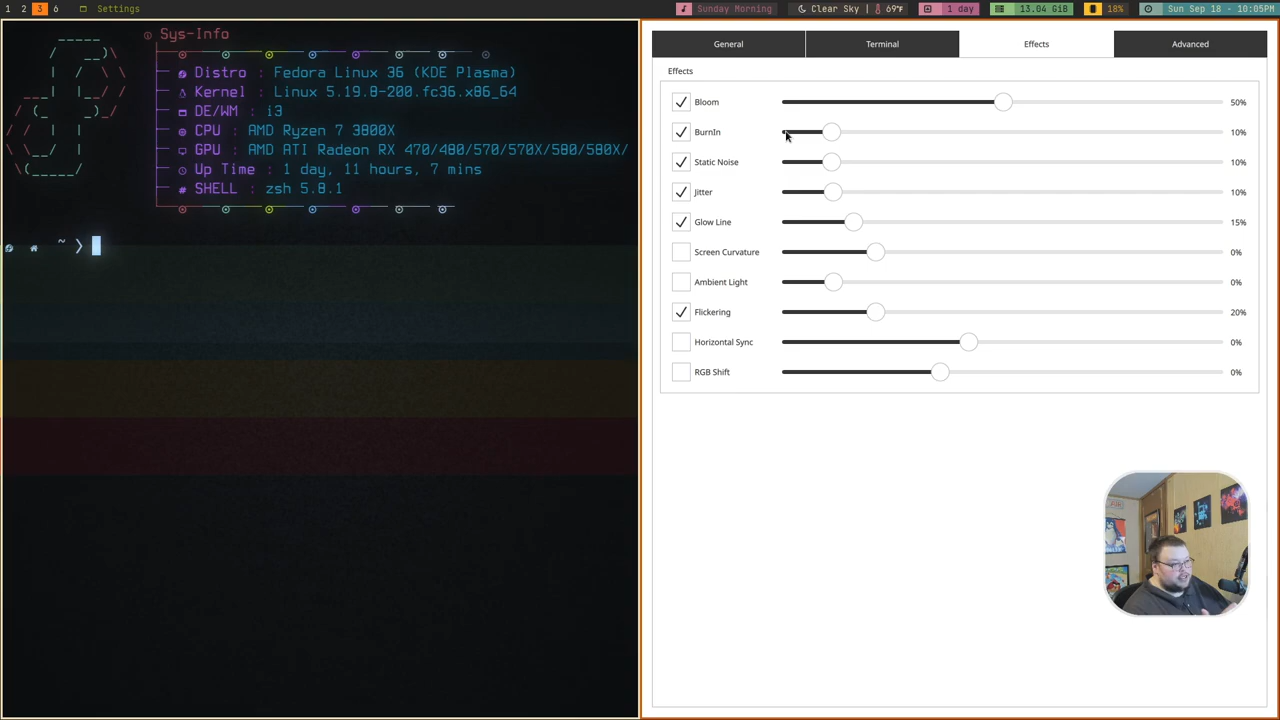 1 2 3 6 Settings
Sunday Morning Clear Sky | 69°F 1 day 13.04 GiB 18% Sun Sep 18 - 10:05PM
Sys-Info
Distro : Fedora Linux 36 (KDE Plasma)
Kernel : Linux 5.19.8-200.fc36.x86_64
DE/WM : i3
CPU : AMD Ryzen 7 3800X
GPU : AMD ATI Radeon RX 470/480/570/570X/580/580X/
Up Time : 1 day, 11 hours, 7 mins
SHELL : zsh 5.8.1
~ ❯
General Terminal Effects Advanced
Effects
Bloom 50%
BurnIn 10%
Static Noise 10%
Jitter 10%
Glow Line 15%
Screen Curvature 0%
Ambient Light 0%
Flickering 20%
Horizontal Sync 0%
RGB Shift 0%